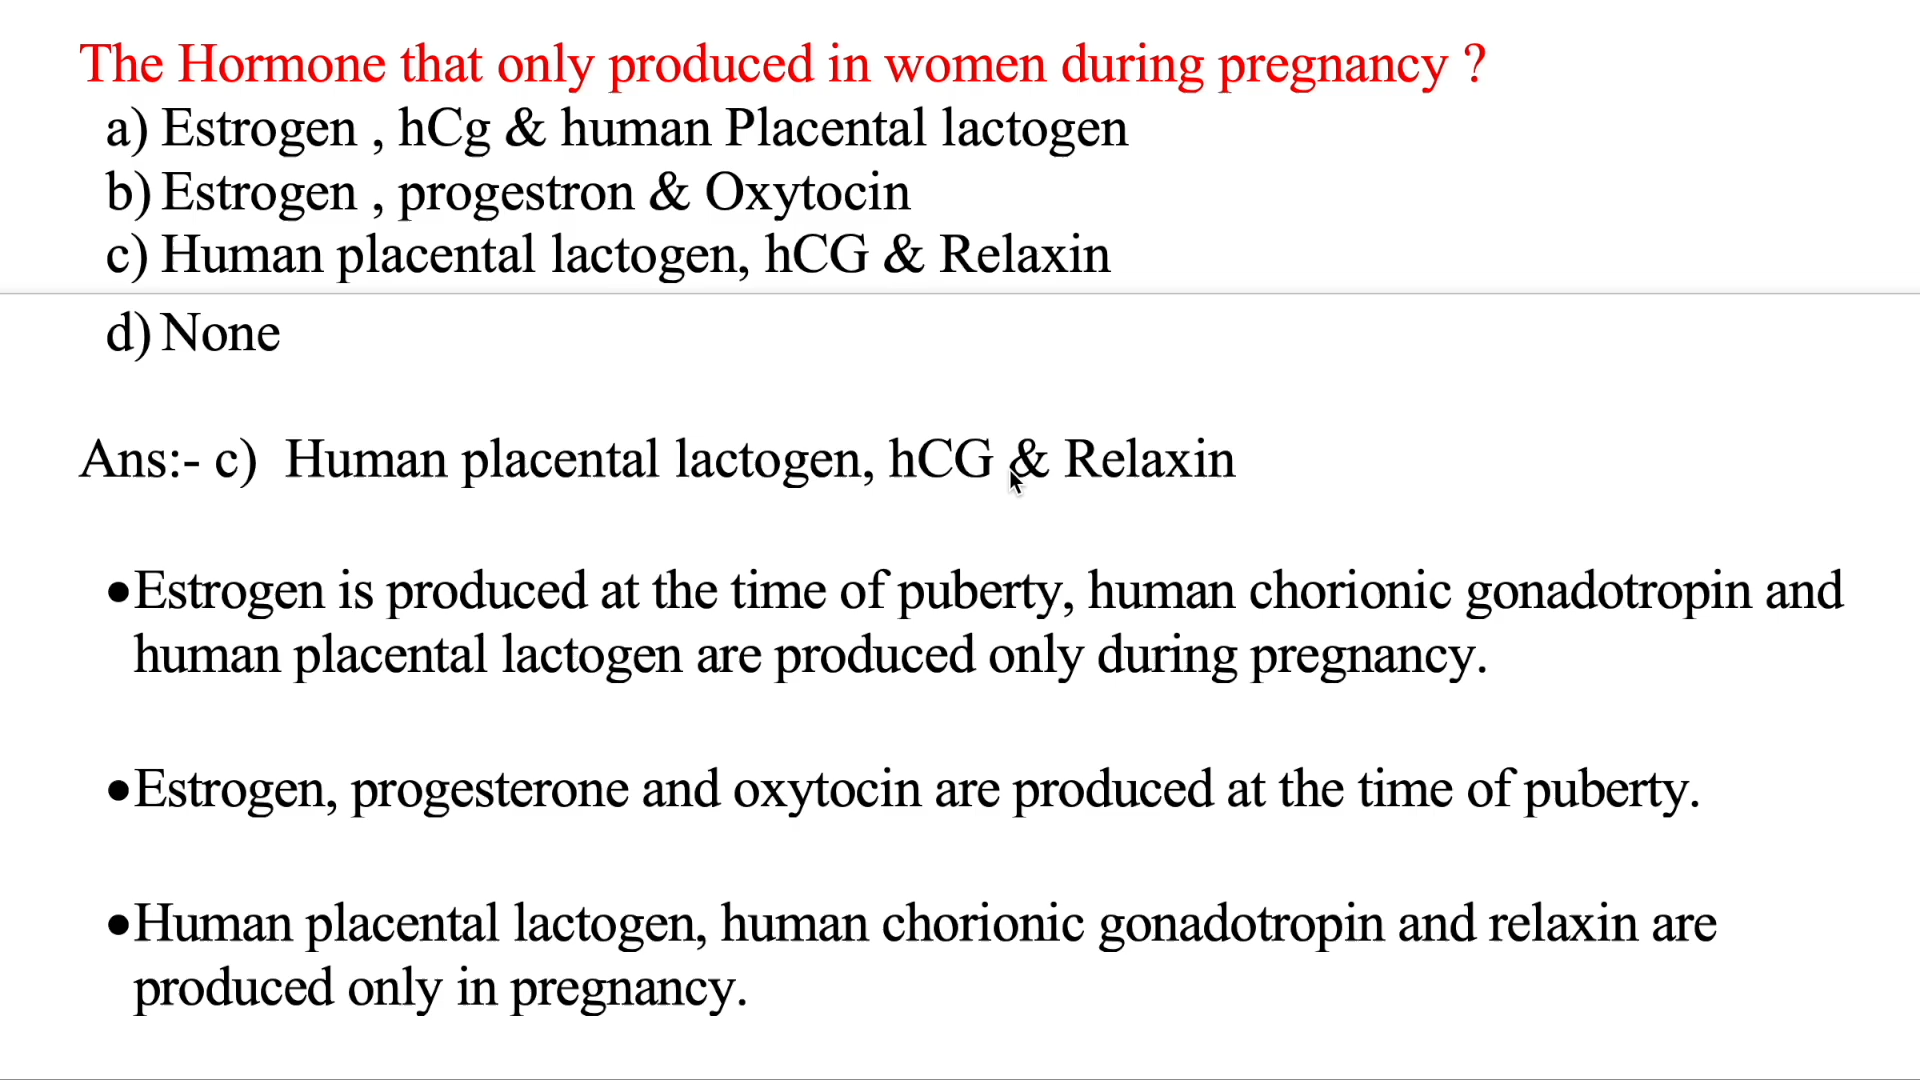 The Hormone that only produced in women during pregnancy ?
a) Estrogen , hCg & human Placental lactogen
b) Estrogen , progestron & Oxytocin
c) Human placental lactogen, hCG & Relaxin
d) None
Ans:- c)  Human placental lactogen, hCG & Relaxin
•Estrogen is produced at the time of puberty, human chorionic gonadotropin and
human placental lactogen are produced only during pregnancy.
•Estrogen, progesterone and oxytocin are produced at the time of puberty.
•Human placental lactogen, human chorionic gonadotropin and relaxin are
produced only in pregnancy.